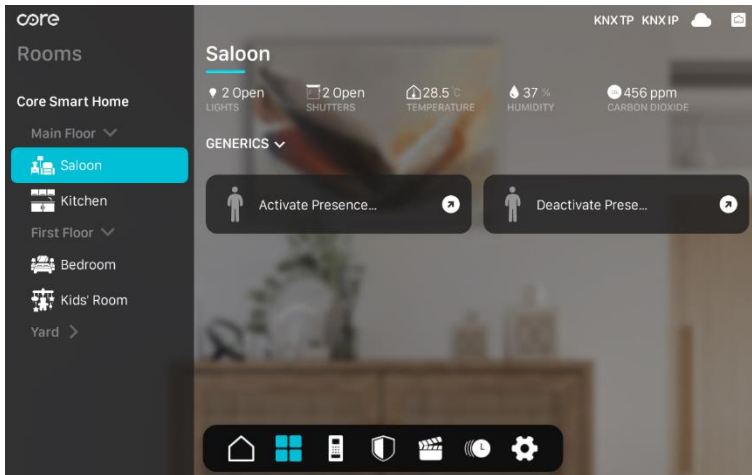 core
KNX TP KNX IP
Rooms
Saloon
2 Open
LIGHTS
2 Open
SHUTTERS
28.5 °C
TEMPERATURE
37 %
HUMIDITY
456 ppm
CARBON DIOXIDE
Core Smart Home
Main Floor
Saloon
Kitchen
First Floor
Bedroom
Kids' Room
Yard
GENERICS
Activate Presence...
Deactivate Prese...